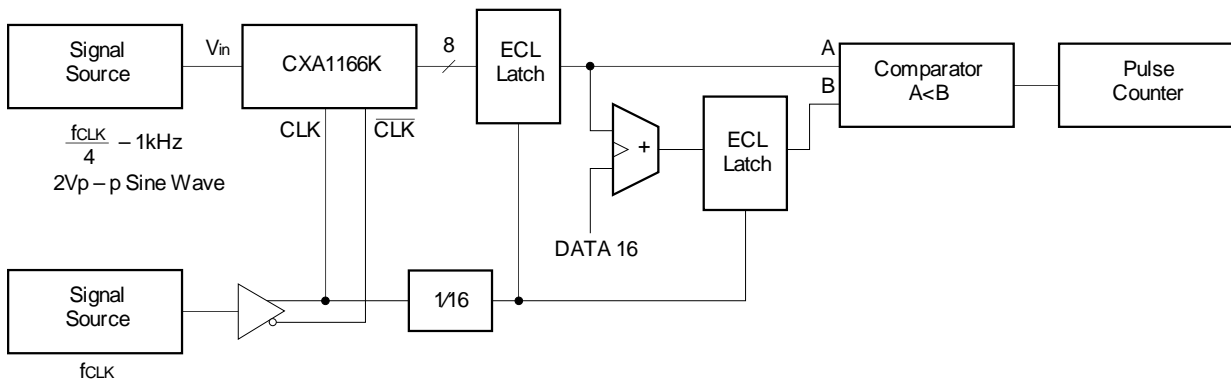 Signal
Source
Vin
CXA1166K
8
ECL
Latch
A
B
Comparator
A<B
Pulse
Counter
CLK
CLK
fCLK
4
– 1kHz
2Vp – p Sine Wave
+
ECL
Latch
DATA 16
Signal
Source
1/16
fCLK